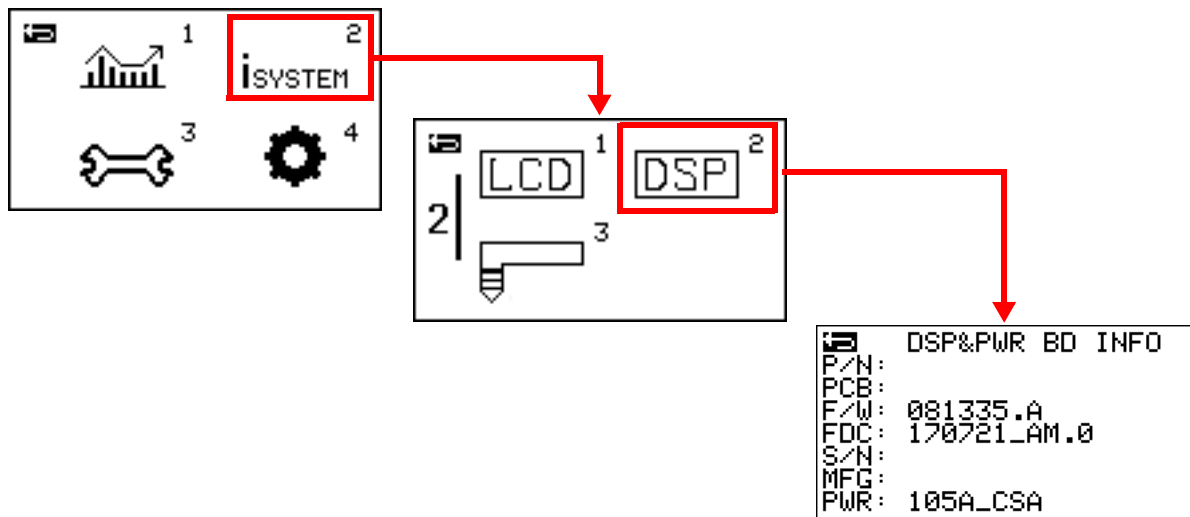 1
2
iSYSTEM
3
4
1
2
LCD
DSP
2
3
DSP&PWR BD INFO
P/N:
PCB:
F/W: 081335.A
FDC: 170721_AM.0
S/N:
MFG:
PWR: 105A_CSA